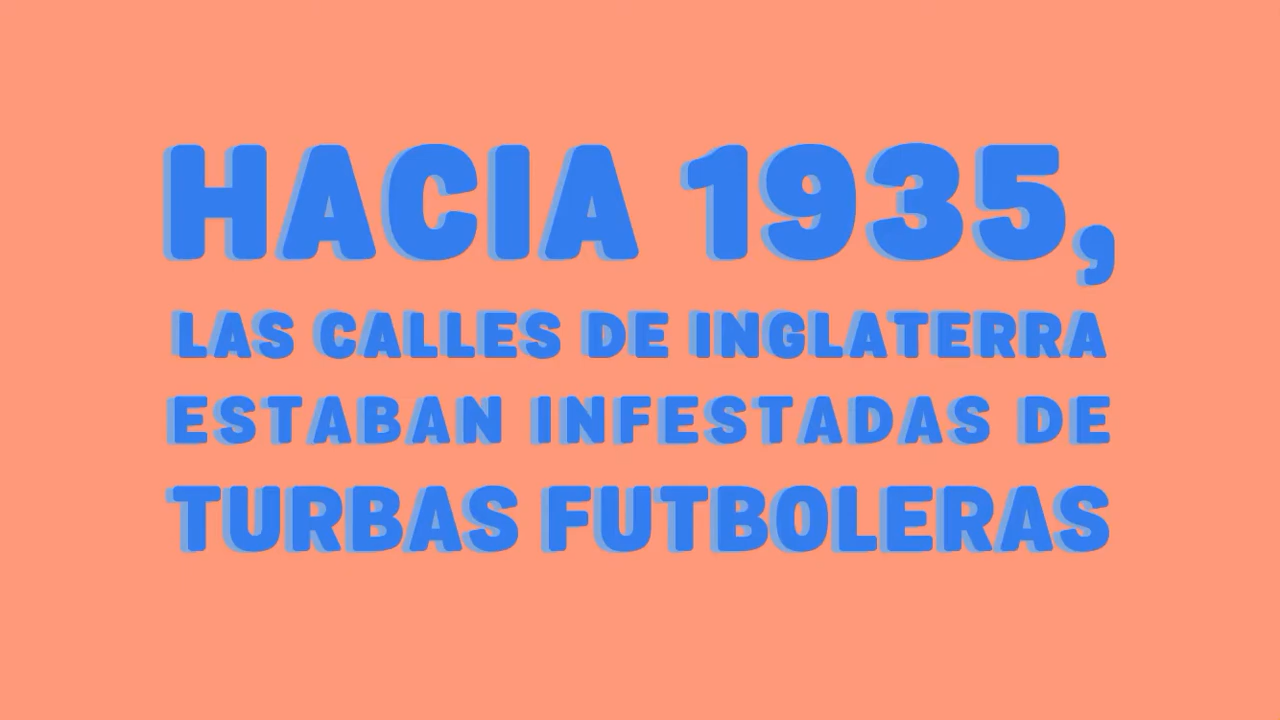 HACIA 1935,
LAS CALLES DE INGLATERRA
ESTABAN INFESTADAS DE
TURBAS FUTBOLERAS